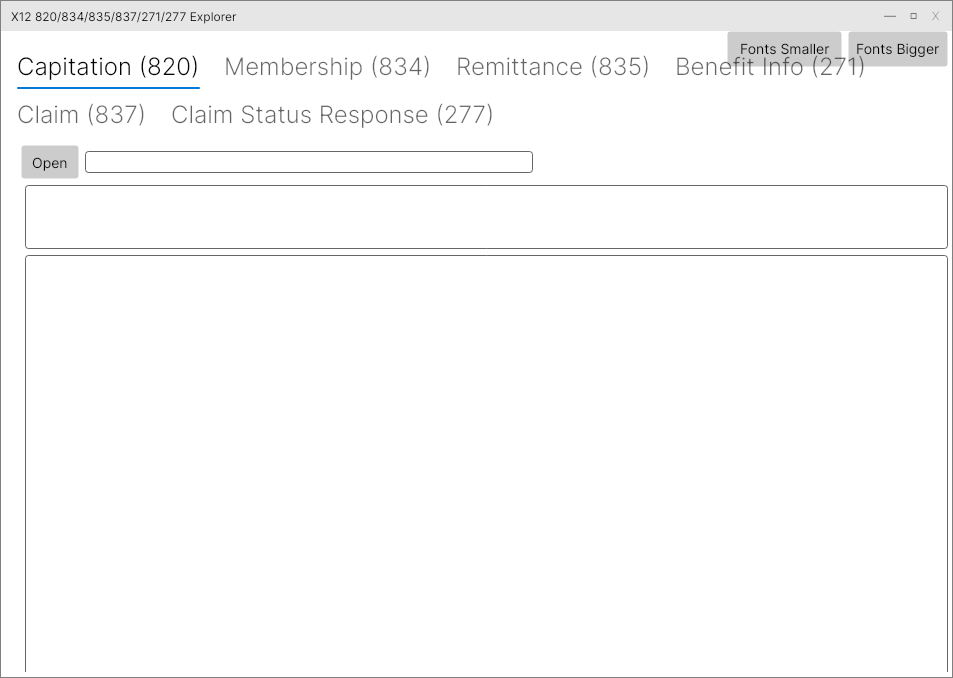 X12 820/834/835/837/271/277 Explorer
Fonts Smaller Fonts Bigger
Capitation (820) Membership (834) Remittance (835) Benefit Info (271)
Claim (837) Claim Status Response (277)
Open